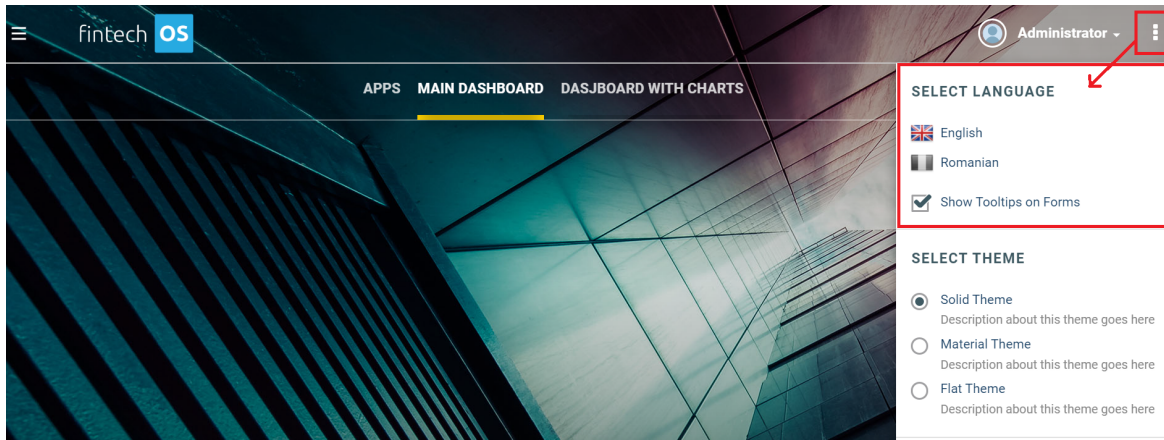 fintech OS
Administrator
APPS MAIN DASHBOARD DASJBOARD WITH CHARTS
SELECT LANGUAGE
English
Romanian
Show Tooltips on Forms
SELECT THEME
Solid Theme
Description about this theme goes here
Material Theme
Description about this theme goes here
Flat Theme
Description about this theme goes here